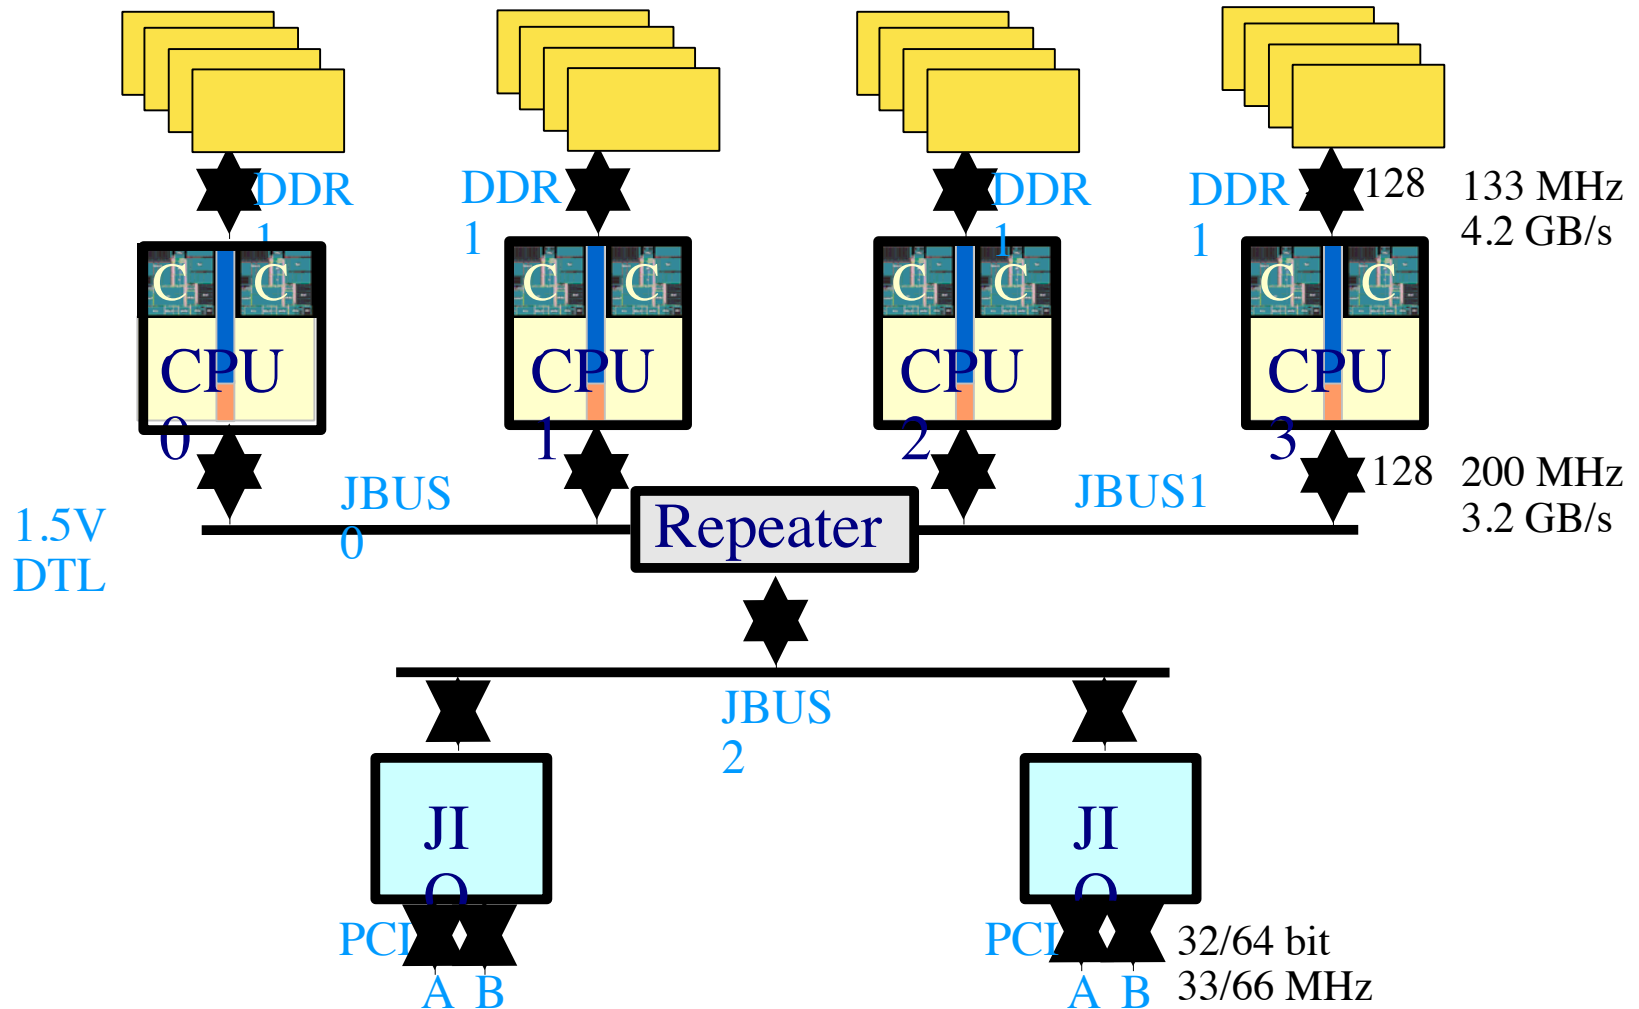 DDR
1
DDR
1
DDR
1
DDR
1
128
133 MHz
4.2 GB/s
C C
CPU
0
C C
CPU
1
C C
CPU
2
C C
CPU
3
1.5V
DTL
JBUS
0
Repeater
JBUS1
128
200 MHz
3.2 GB/s
JBUS
2
JI
O
JI
O
PCI
A B
PCI
A B
32/64 bit
33/66 MHz